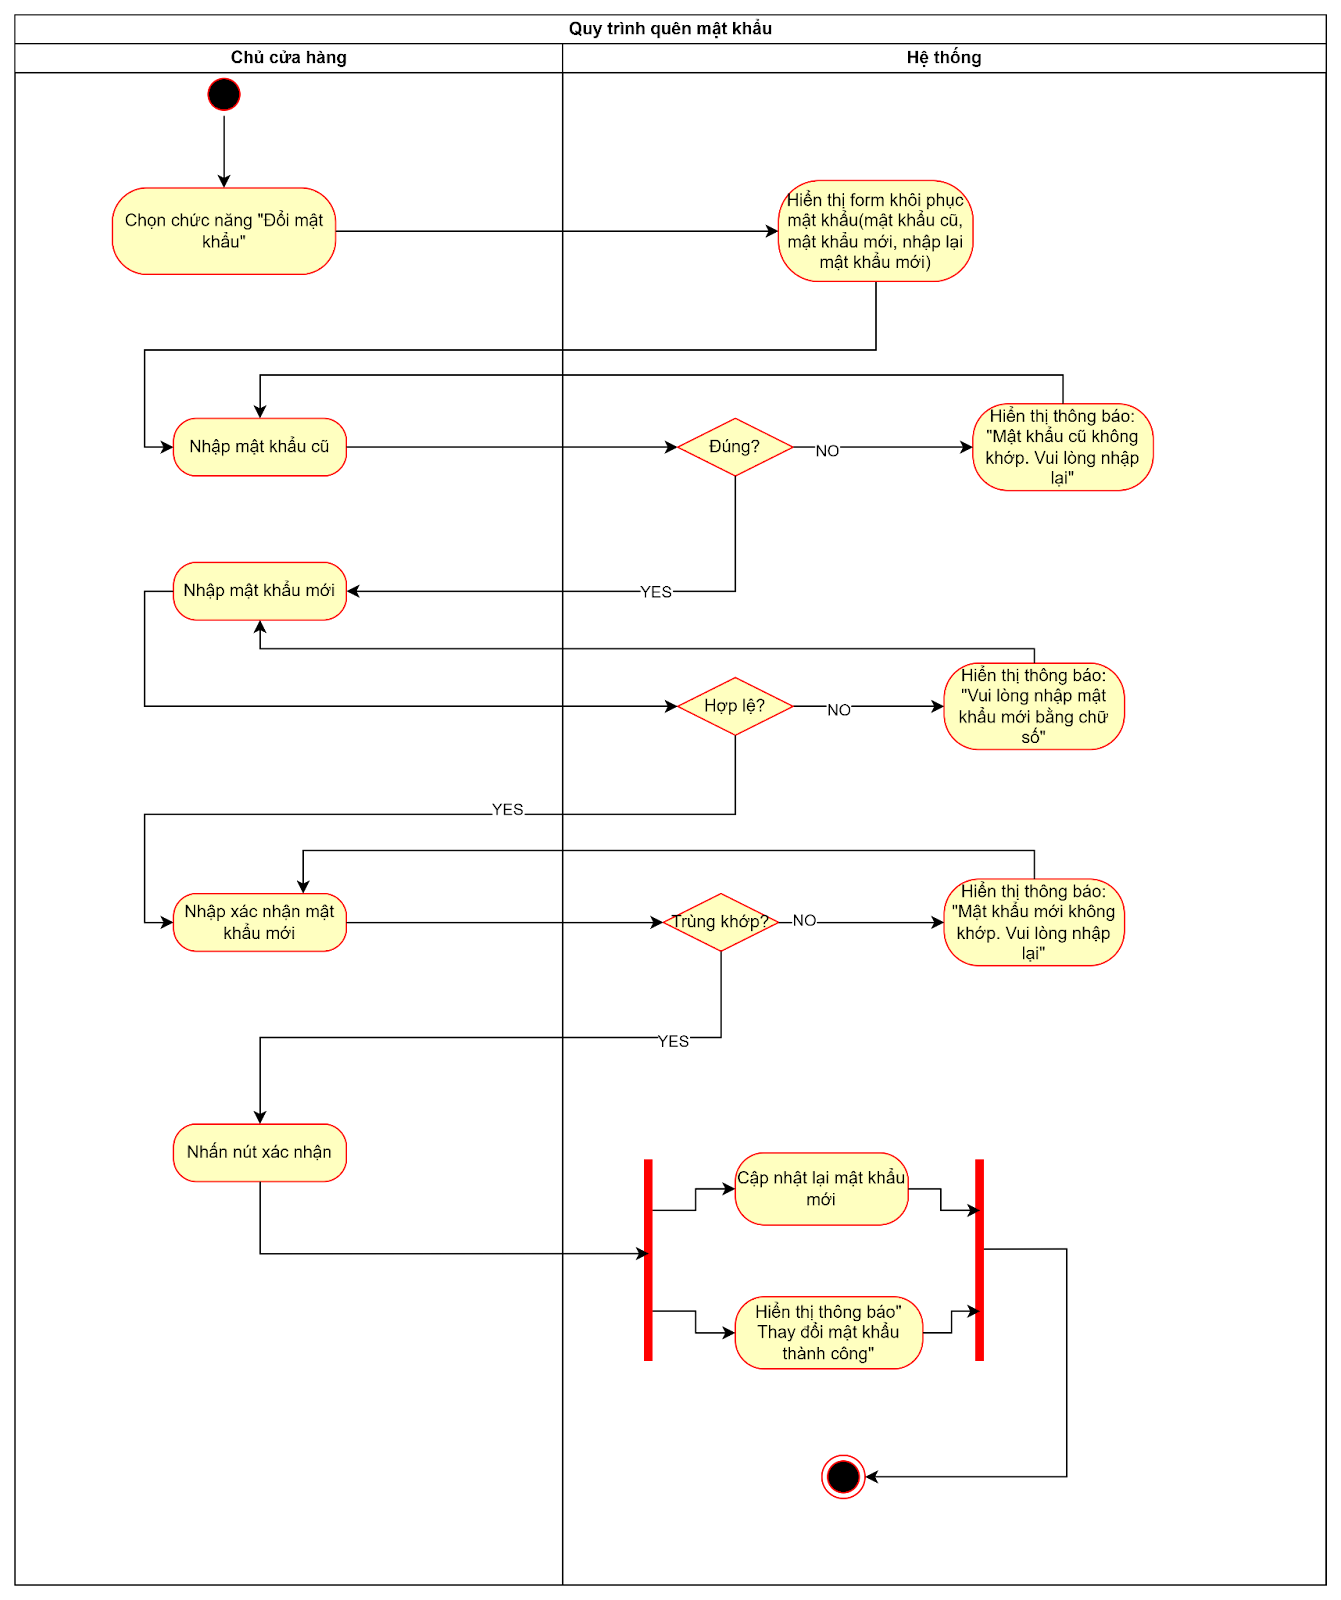 Quy trình quên mật khẩu
Chủ cửa hàng
Hệ thống
Chọn chức năng "Đổi mật
khẩu"
Hiển thị form khôi phục
mật khẩu(mật khẩu cũ,
mật khẩu mới, nhập lại
mật khẩu mới)
Nhập mật khẩu cũ
Đúng?
NO
Hiển thị thông báo:
"Mật khẩu cũ không
khớp. Vui lòng nhập
lại"
Nhập mật khẩu mới
YES
Hợp lệ?
NO
Hiển thị thông báo:
"Vui lòng nhập mật
khẩu mới bằng chữ
số"
YES
Nhập xác nhận mật
khẩu mới
Trùng khớp?
NO
Hiển thị thông báo:
"Mật khẩu mới không
khớp. Vui lòng nhập
lại"
YES
Nhấn nút xác nhận
Cập nhật lại mật khẩu
mới
Hiển thị thông báo"
Thay đổi mật khẩu
thành công"